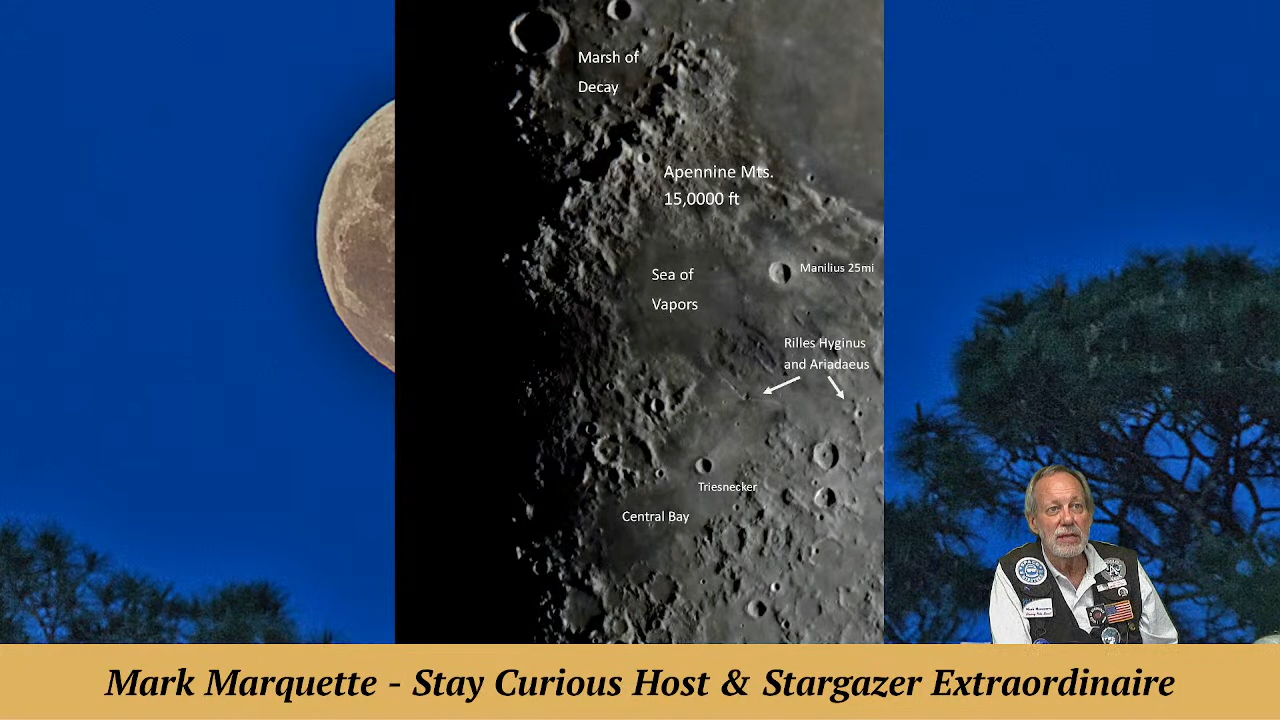 Marsh of
Decay
Apennine Mts.
15,0000 ft
Sea of
Vapors
Manilius 25mi
Rilles Hyginus
and Ariadaeus
Triesnecker
Central Bay
Mark Marquette - Stay Curious Host & Stargazer Extraordinaire